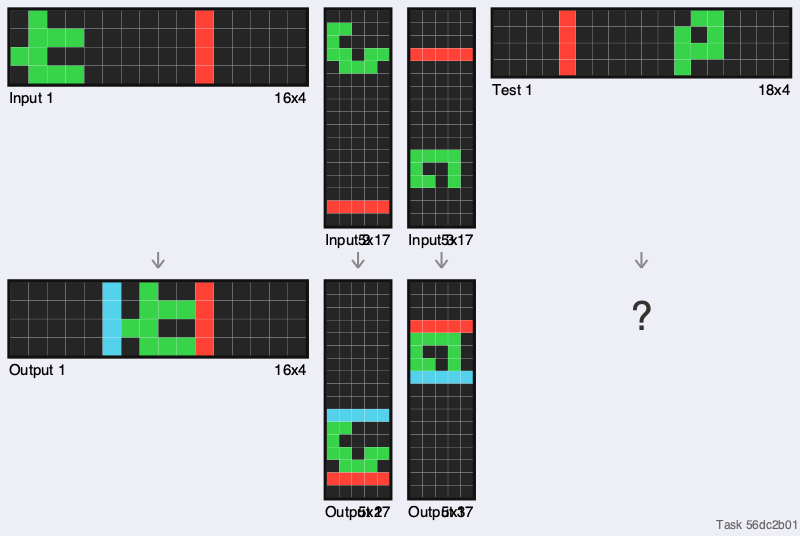 Input 1 16x4
Input 2 5x17
Input 3 5x17
Test 1 18x4
?
Output 1 16x4
Output 2 5x17
Output 3 5x17
Task 56dc2b01